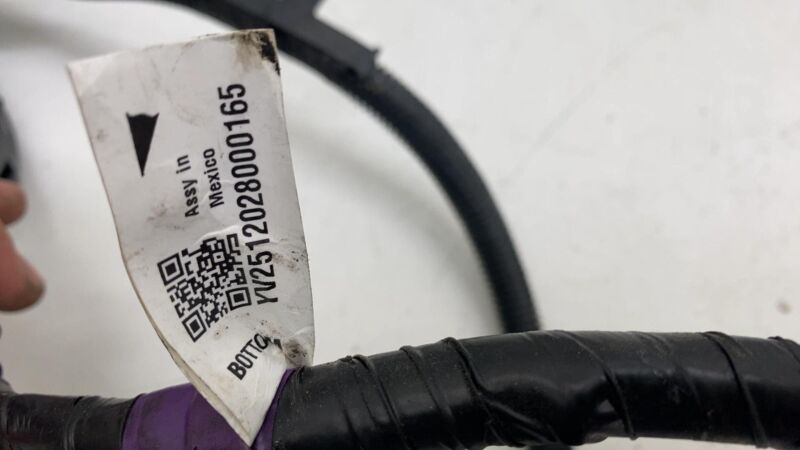 Assy in
Mexico
YV2512028000165
BOTTO